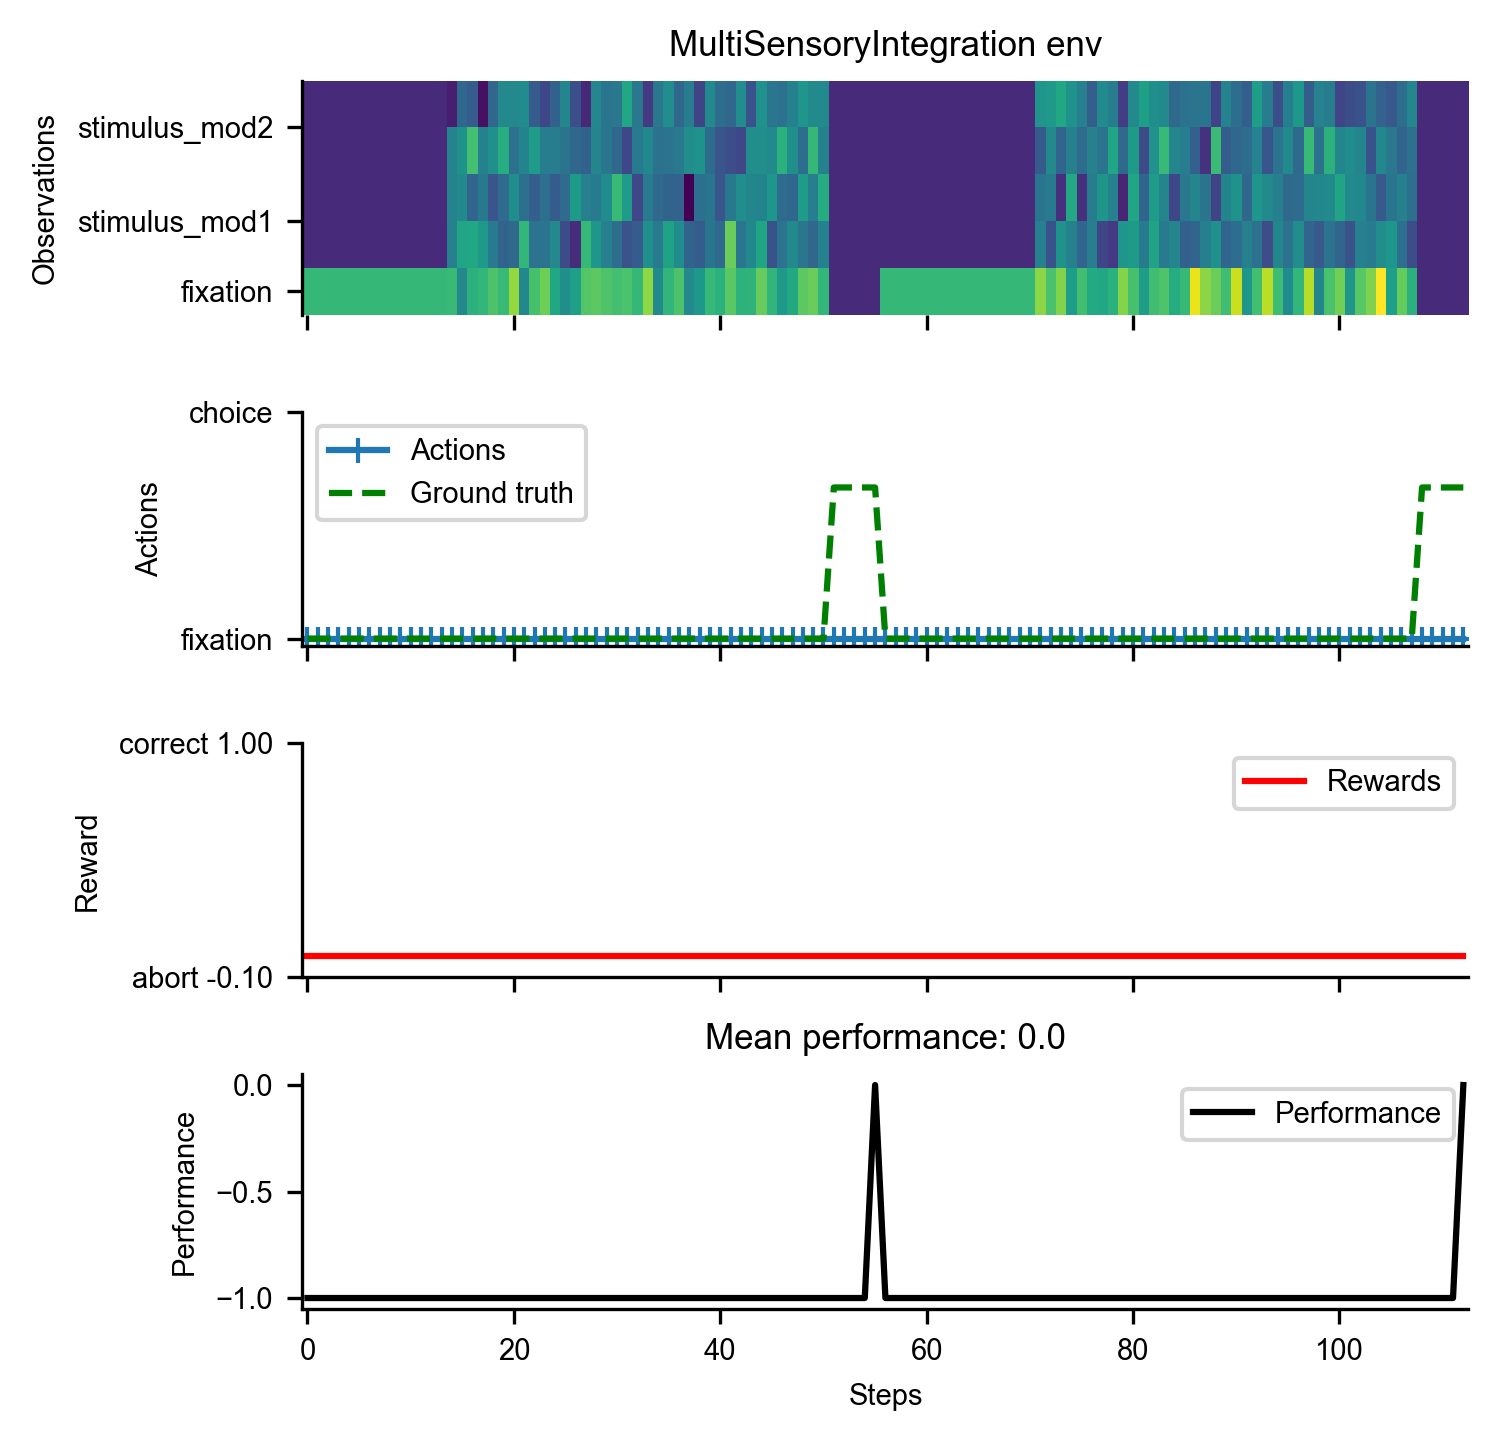 MultiSensoryIntegration env
Observations
stimulus_mod2
stimulus_mod1
fixation
Actions
choice
fixation
Actions
Ground truth
Reward
correct 1.00
abort -0.10
Rewards
Mean performance: 0.0
Performance
0.0
−0.5
−1.0
Performance
0 20 40 60 80 100
Steps